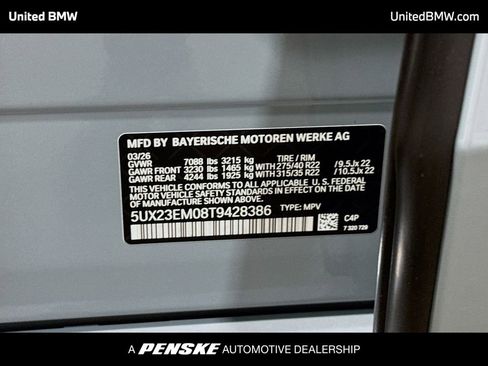 United BMW
UnitedBMW.com
MFD BY BAYERISCHE MOTOREN WERKE AG
03/26 TIRE / RIM
GVWR 7088 lbs 3215 kg
GAWR FRONT 3230 lbs 1465 kg WITH 275/40 R22 / 9.5J x 22
GAWR REAR 4244 lbs 1925 kg WITH 315/35 R22 / 10.5J x 22
THIS VEHICLE CONFORMS TO ALL APPLICABLE U. S. FEDERAL
MOTOR VEHICLE SAFETY STANDARDS IN EFFECT ON THE
DATE OF MANUFACTURE SHOWN ABOVE.
5UX23EM08T9428386 TYPE: MPV
C4P
7 320 729
A PENSKE AUTOMOTIVE DEALERSHIP